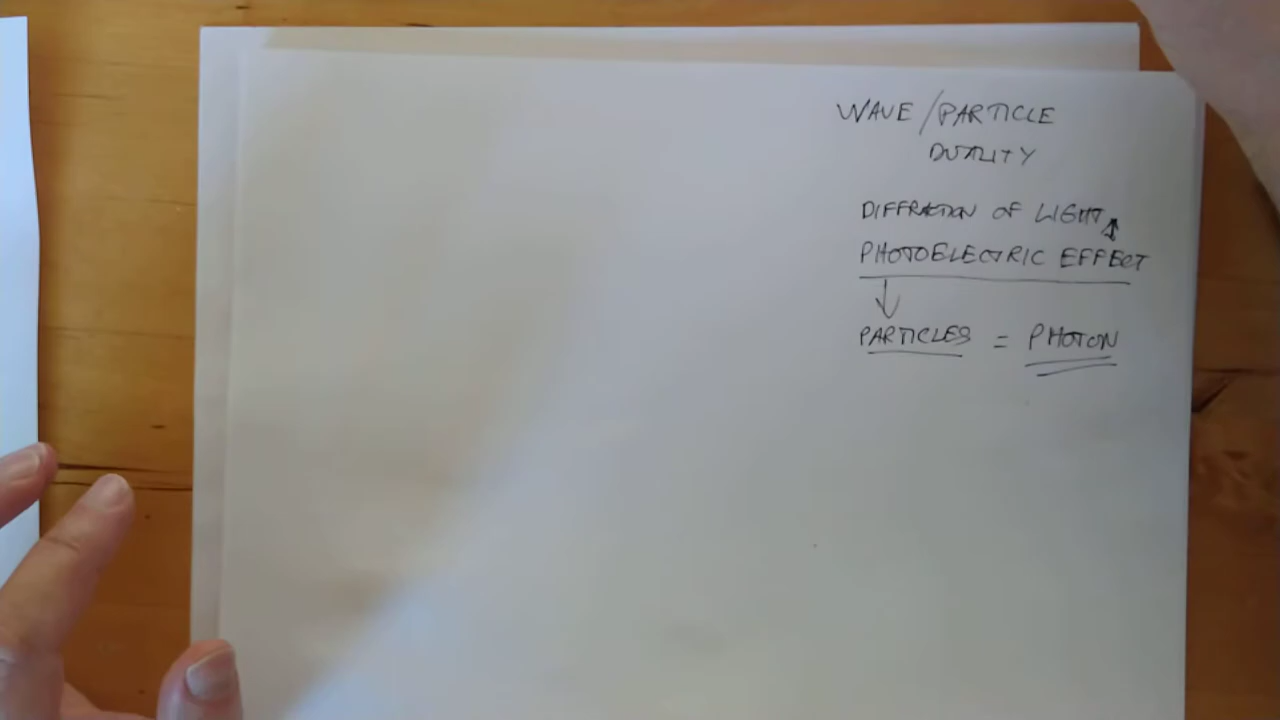 WAVE/PARTICLE
DUALITY
DIFFRACTION OF LIGHT
PHOTOELECTRIC EFFECT
PARTICLES = PHOTON